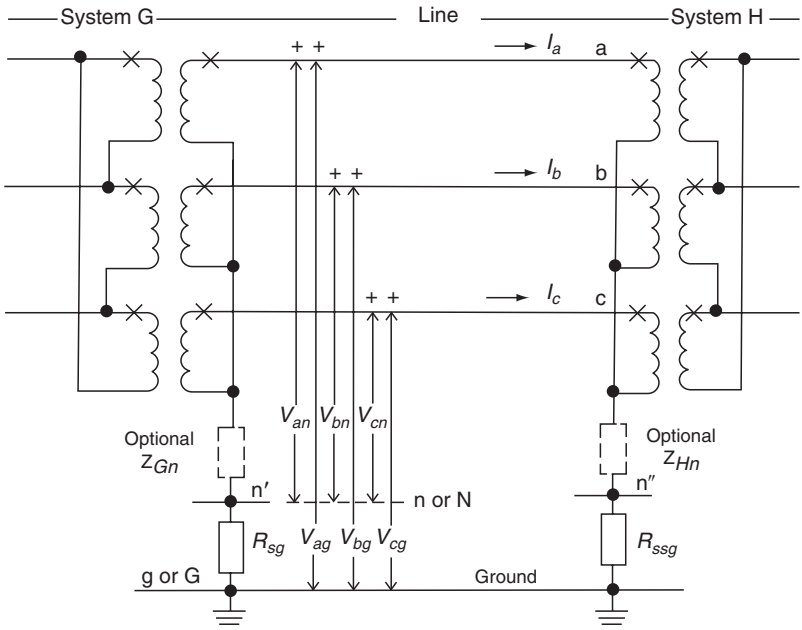 System G Line System H
+ + I_a a
+ + I_b b
+ + I_c c
V_an V_bn V_cn
Optional
Z_Gn
Optional
Z_Hn
n′ n or N n″
R_sg V_ag V_bg V_cg R_ssg
g or G Ground